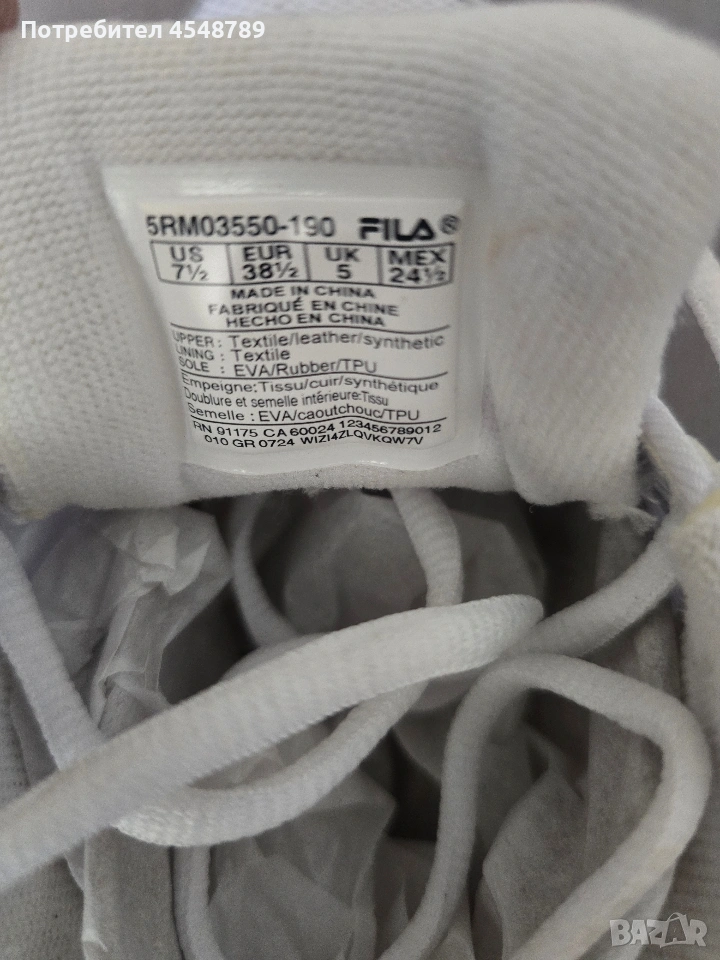 Потребител 4548789
5RM03550-190 FILA®
US EUR UK MEX
7½ 38½ 5 24½
MADE IN CHINA
FABRIQUÉ EN CHINE
HECHO EN CHINA
UPPER : Textile/leather/synthetic
LINING : Textile
SOLE : EVA/Rubber/TPU
Empeigne:Tissu/cuir/synthétique
Doublure et semelle intérieure:Tissu
Semelle : EVA/caoutchouc/TPU
RN 91175 CA 60024 123456789012
010 GR 0724 WIZI4ZLQVKQW7V
BAZAR